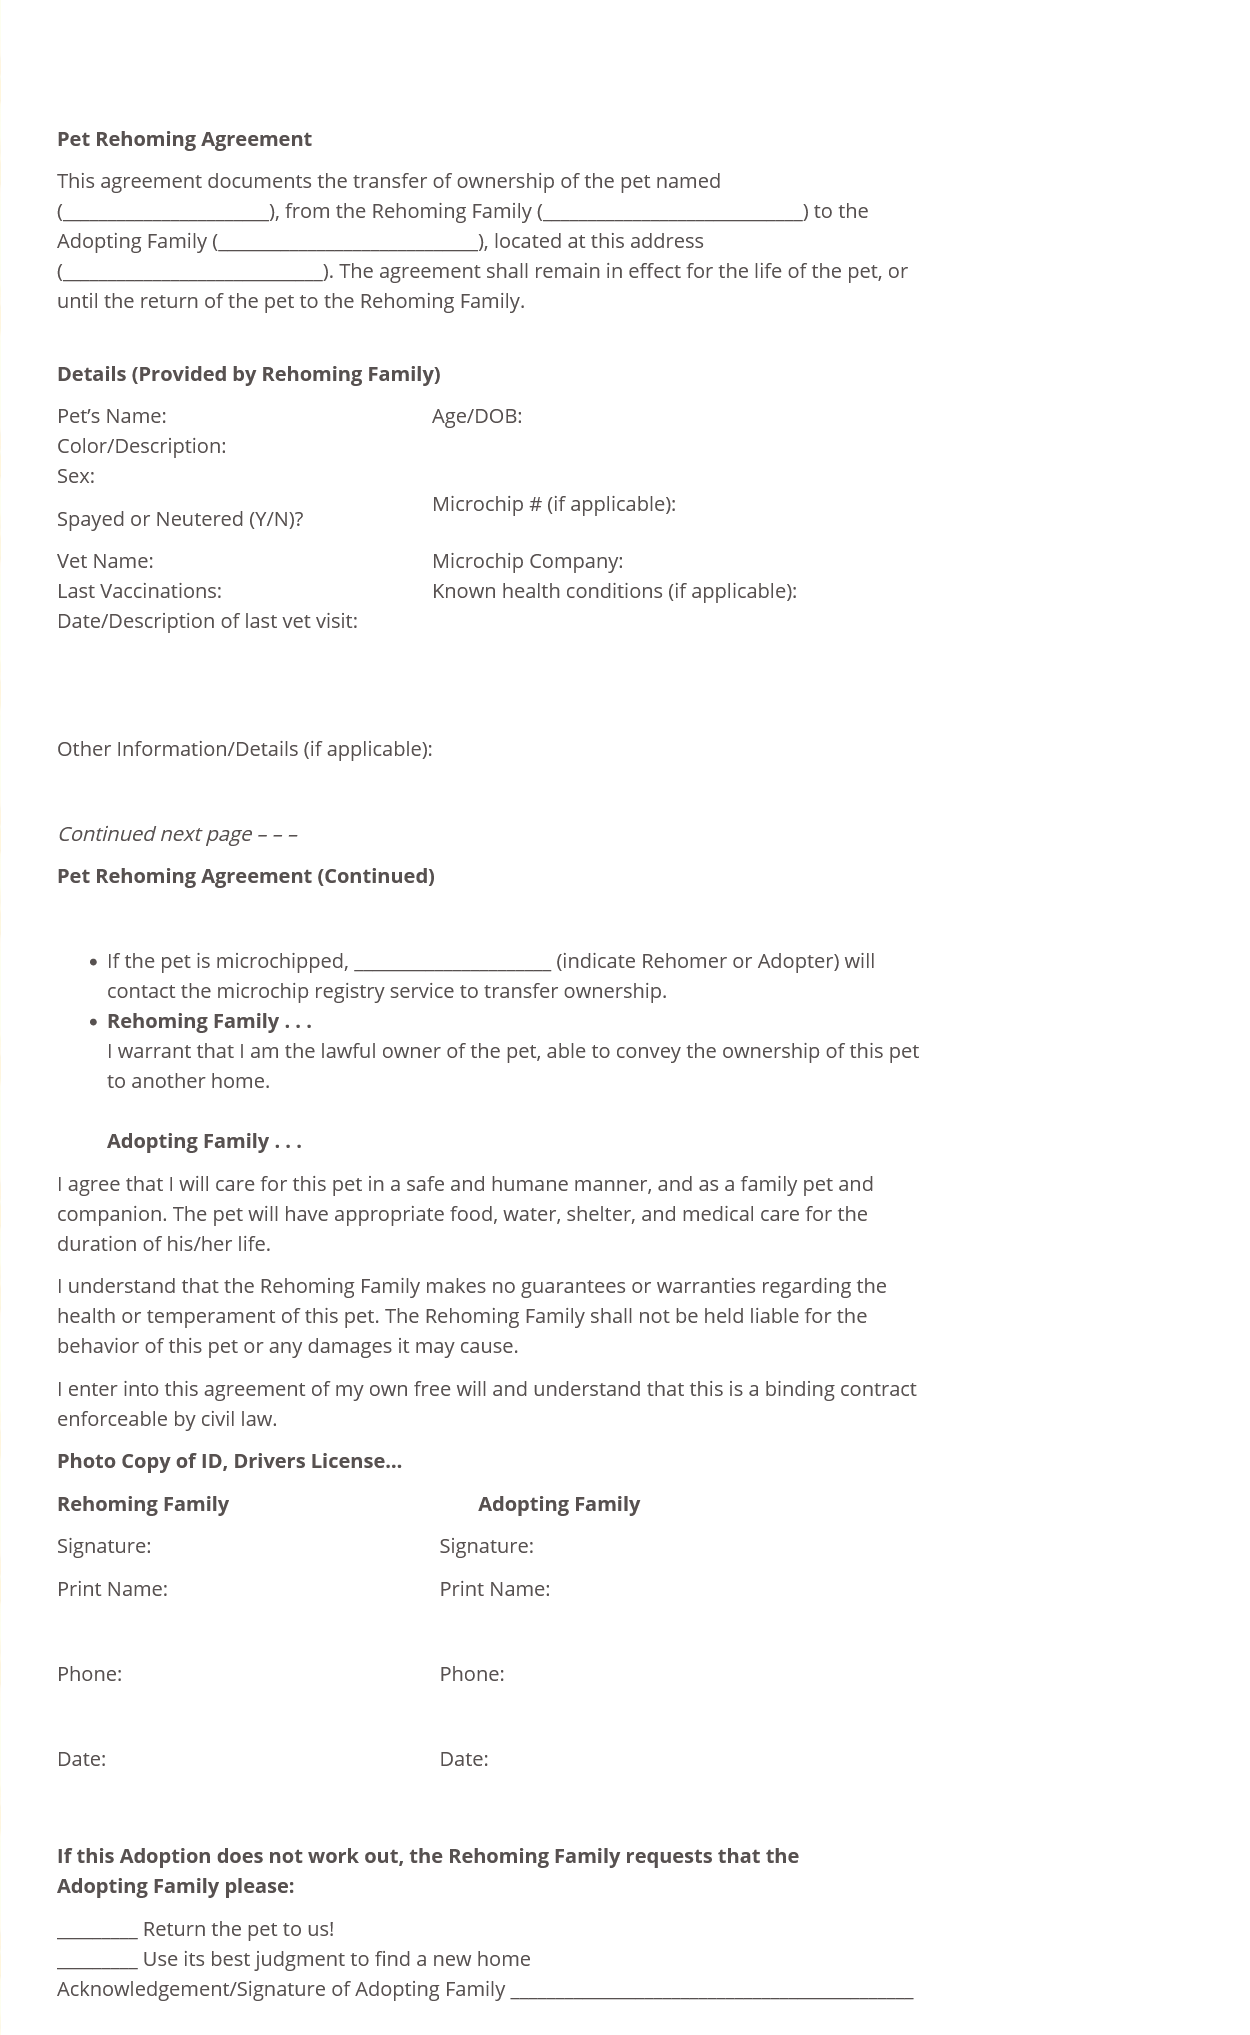 Pet Rehoming Agreement
This agreement documents the transfer of ownership of the pet named
(_______________________), from the Rehoming Family (_____________________________) to the
Adopting Family (_____________________________), located at this address
(_____________________________). The agreement shall remain in effect for the life of the pet, or
until the return of the pet to the Rehoming Family.
Details (Provided by Rehoming Family)
Pet’s Name: Age/DOB:
Color/Description:
Sex:
Microchip # (if applicable):
Spayed or Neutered (Y/N)?
Vet Name: Microchip Company:
Last Vaccinations: Known health conditions (if applicable):
Date/Description of last vet visit:
Other Information/Details (if applicable):
Continued next page – – –
Pet Rehoming Agreement (Continued)
• If the pet is microchipped, ______________________ (indicate Rehomer or Adopter) will
contact the microchip registry service to transfer ownership.
• Rehoming Family . . .
I warrant that I am the lawful owner of the pet, able to convey the ownership of this pet
to another home.
Adopting Family . . .
I agree that I will care for this pet in a safe and humane manner, and as a family pet and
companion. The pet will have appropriate food, water, shelter, and medical care for the
duration of his/her life.
I understand that the Rehoming Family makes no guarantees or warranties regarding the
health or temperament of this pet. The Rehoming Family shall not be held liable for the
behavior of this pet or any damages it may cause.
I enter into this agreement of my own free will and understand that this is a binding contract
enforceable by civil law.
Photo Copy of ID, Drivers License…
Rehoming Family Adopting Family
Signature: Signature:
Print Name: Print Name:
Phone: Phone:
Date: Date:
If this Adoption does not work out, the Rehoming Family requests that the
Adopting Family please:
_________ Return the pet to us!
_________ Use its best judgment to find a new home
Acknowledgement/Signature of Adopting Family _____________________________________________